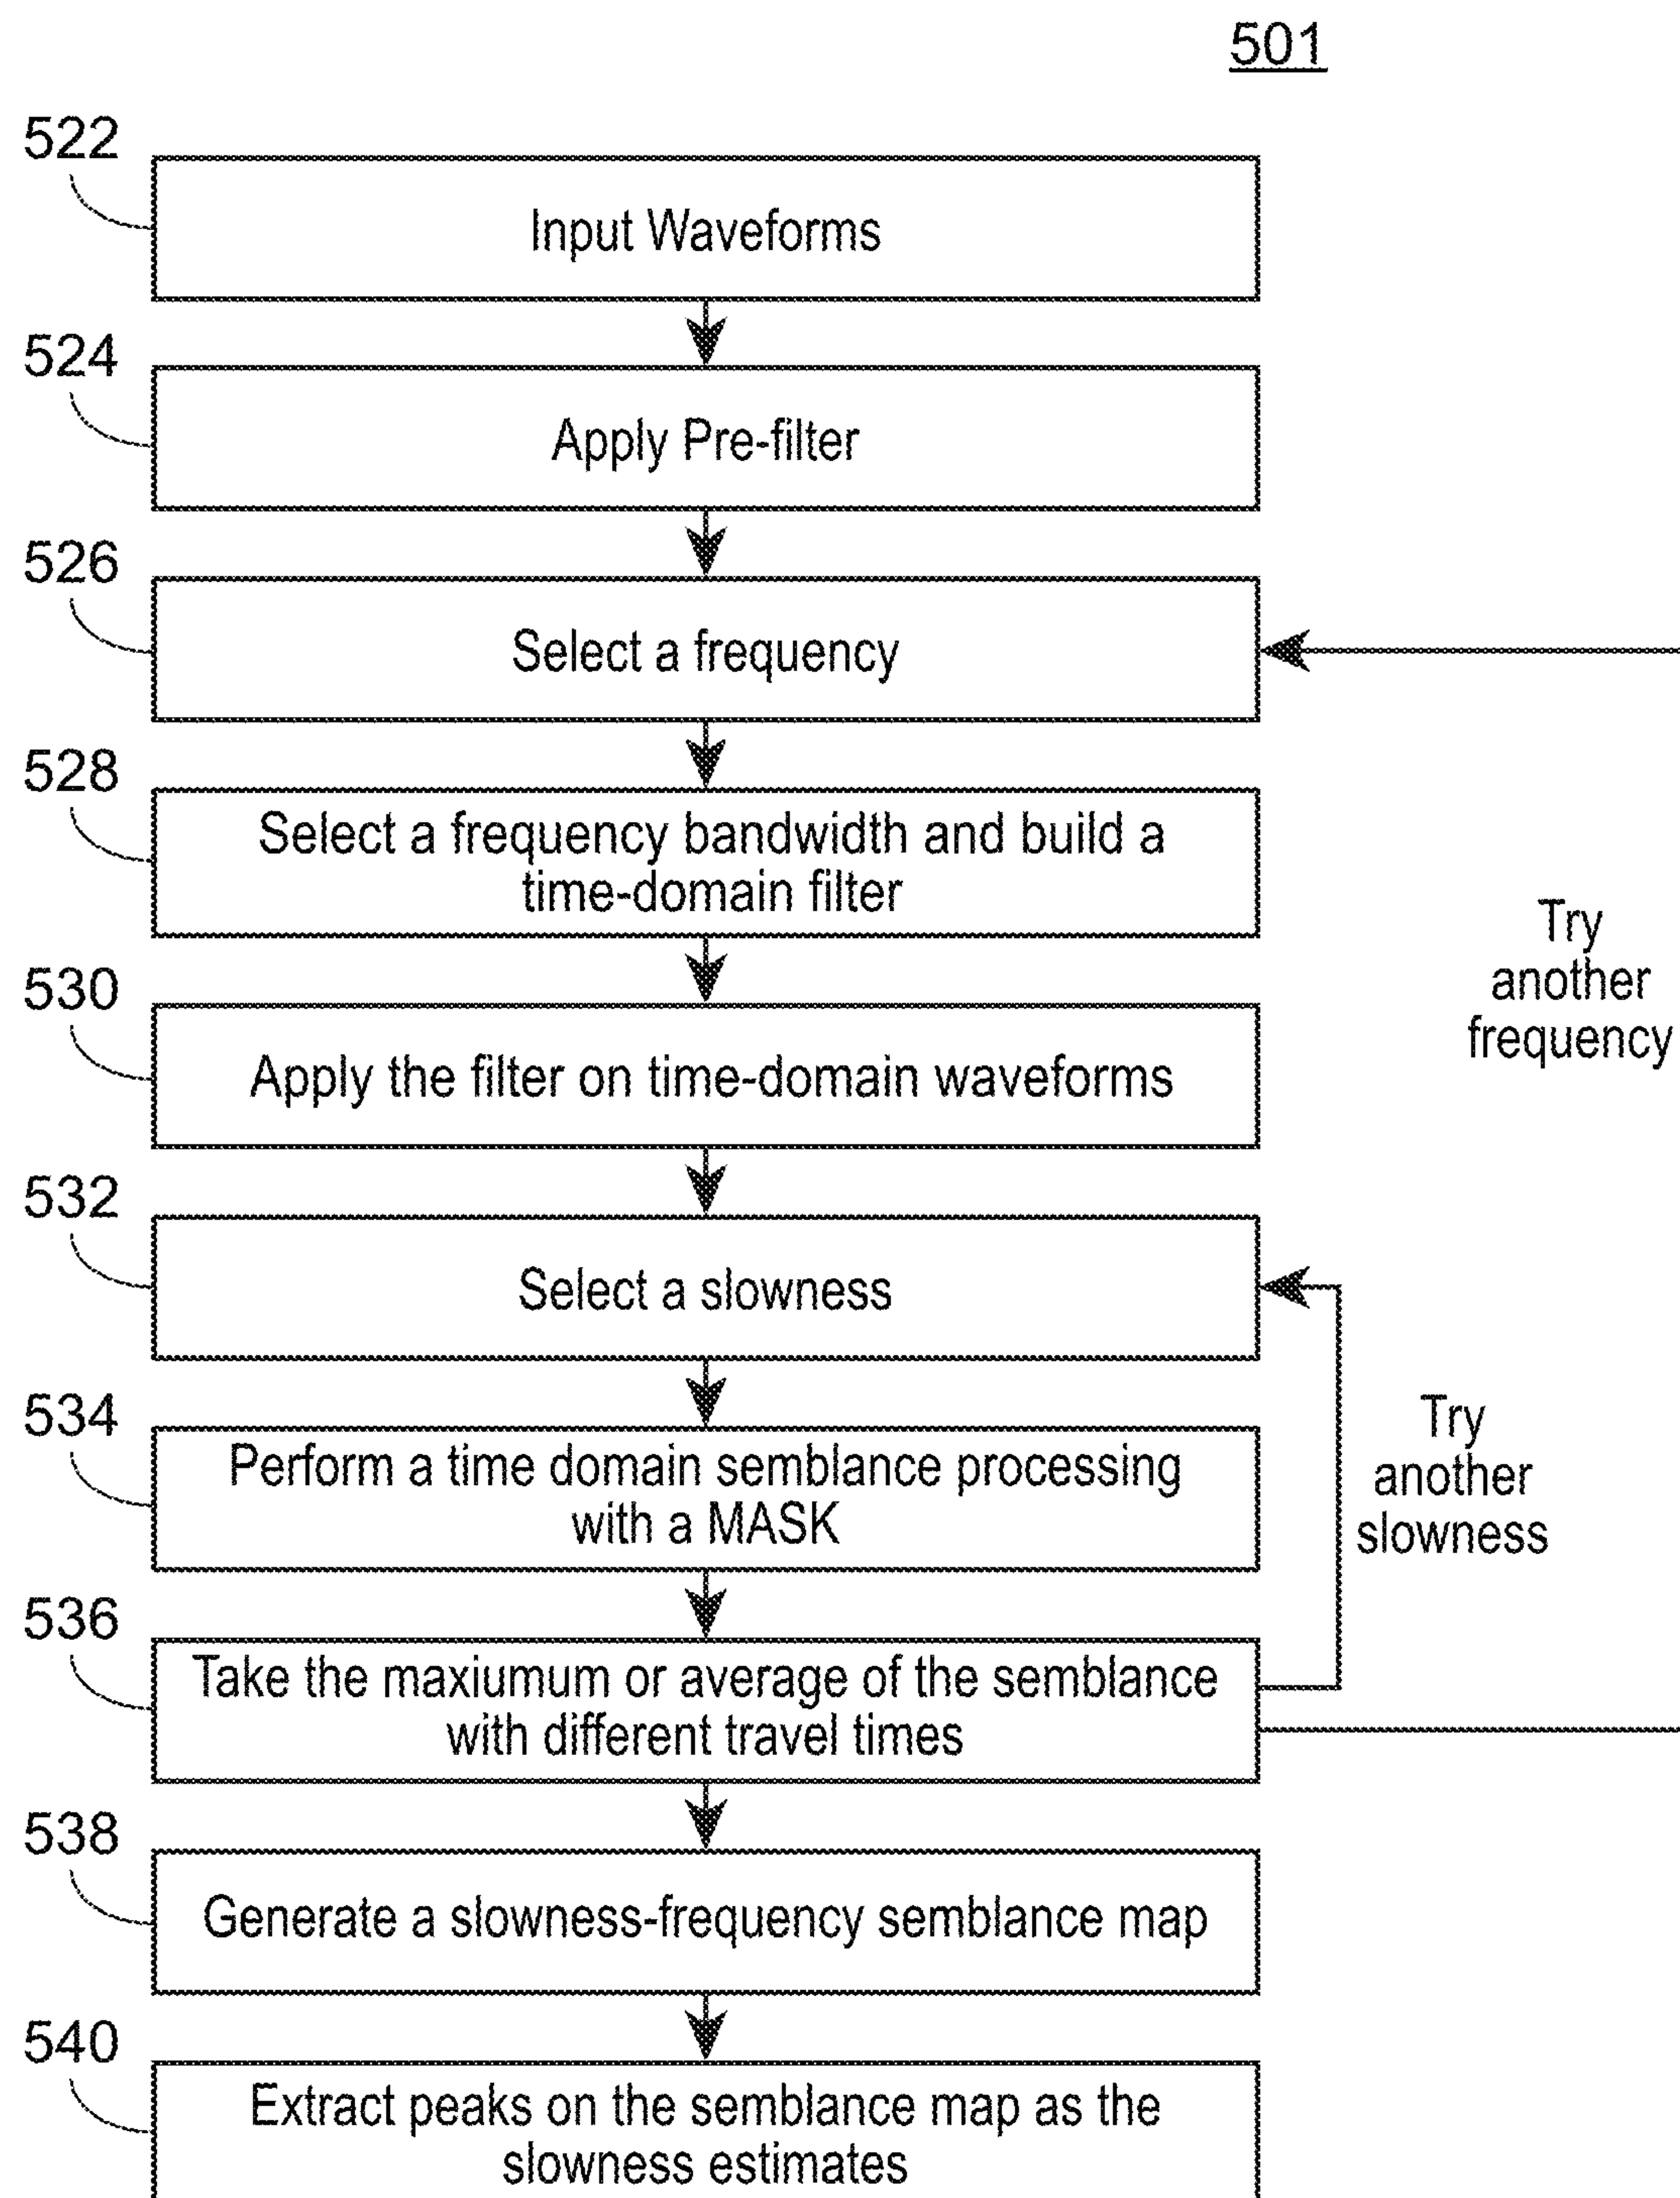 501
522
Input Waveforms
524
Apply Pre-filter
526
Select a frequency
528
Select a frequency bandwidth and build a
time-domain filter
Try
another
frequency
530
Apply the filter on time-domain waveforms
532
Select a slowness
534
Perform a time domain semblance processing
with a MASK
Try
another
slowness
536
Take the maxiumum or average of the semblance
with different travel times
538
Generate a slowness-frequency semblance map
540
Extract peaks on the semblance map as the
slowness estimates